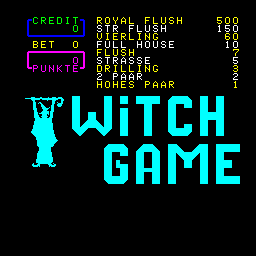 CREDIT ROYAL FLUSH 500
0 STR FLUSH 150
VIERLING 60
BET 0 FULL HOUSE 10
FLUSH 7
0 STRASSE 5
PUNKTE DRILLING 3
2 PAAR 2
HOHES PAAR 1
WiTCH
GAME